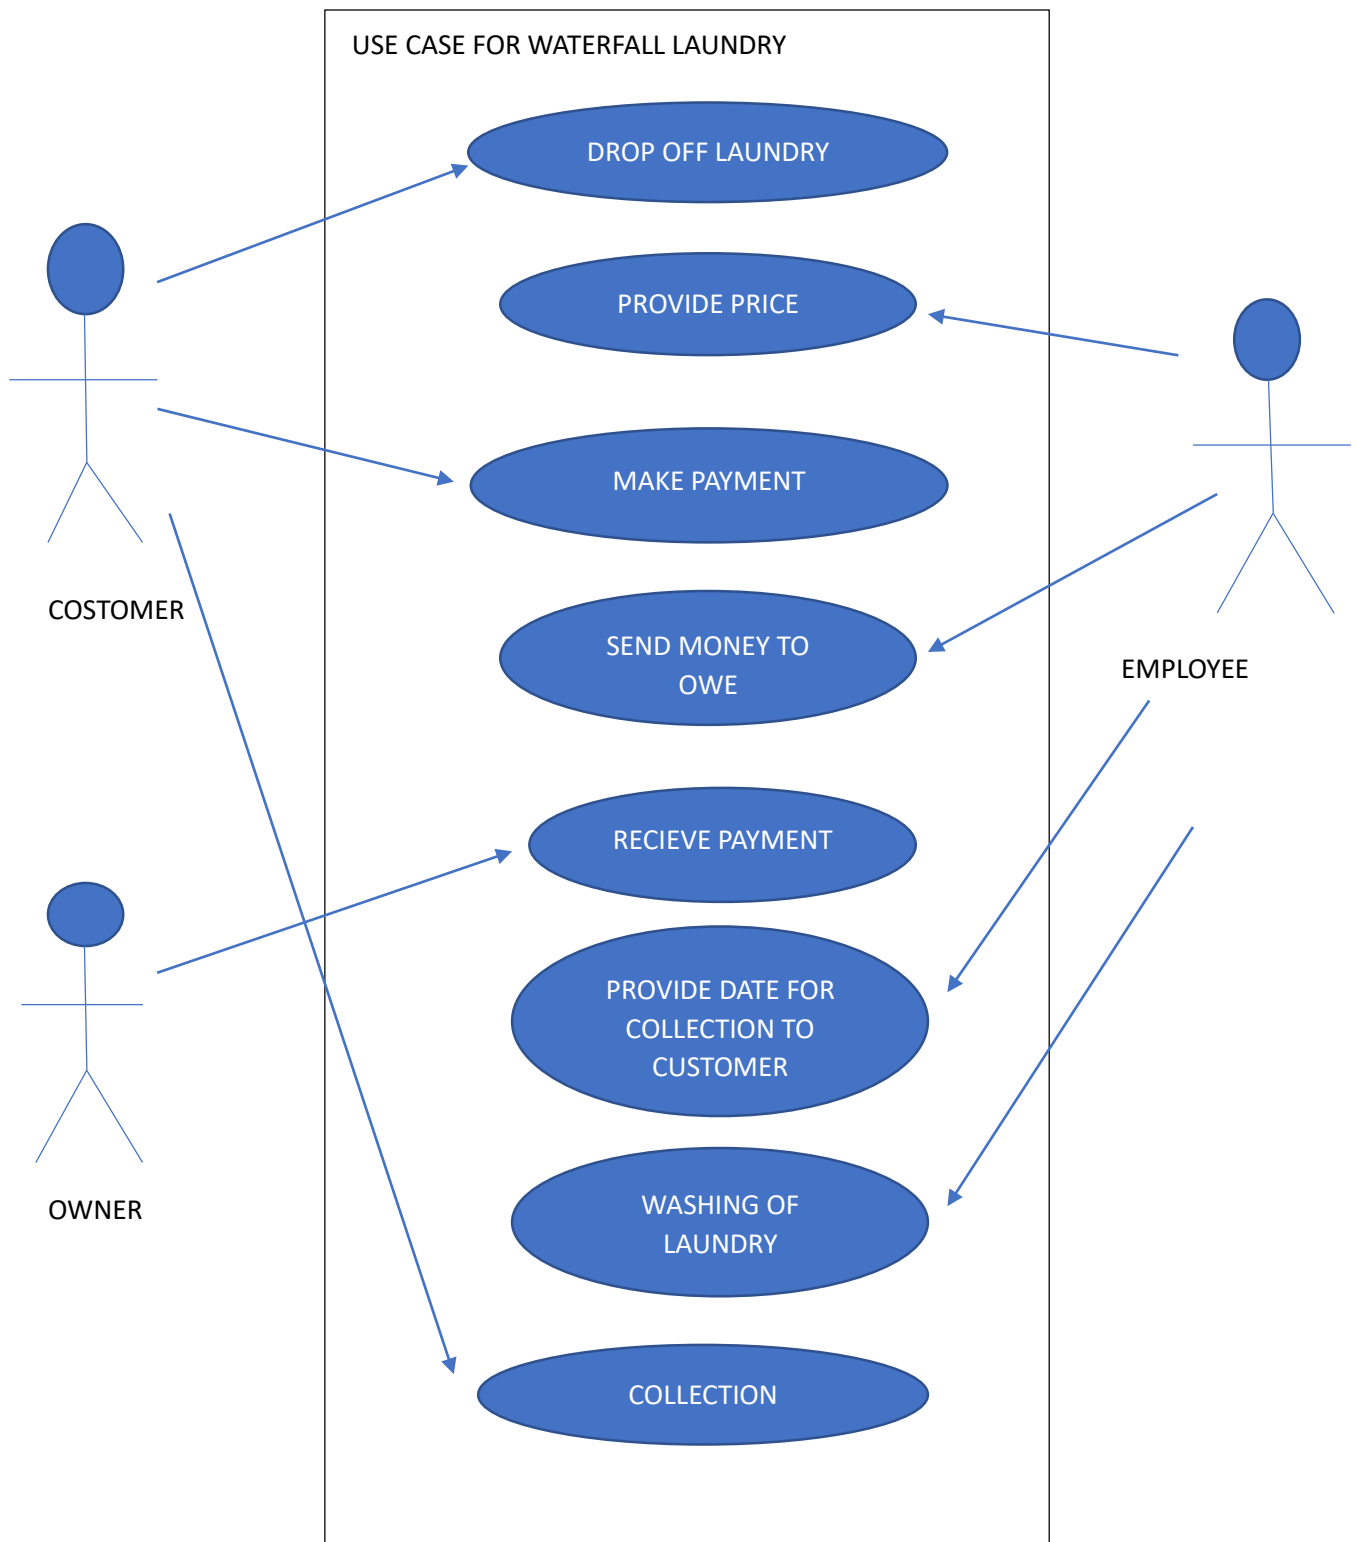 USE CASE FOR WATERFALL LAUNDRY
DROP OFF LAUNDRY
PROVIDE PRICE
MAKE PAYMENT
COSTOMER
SEND MONEY TO
OWE
EMPLOYEE
RECIEVE PAYMENT
PROVIDE DATE FOR
COLLECTION TO
CUSTOMER
OWNER
WASHING OF
LAUNDRY
COLLECTION